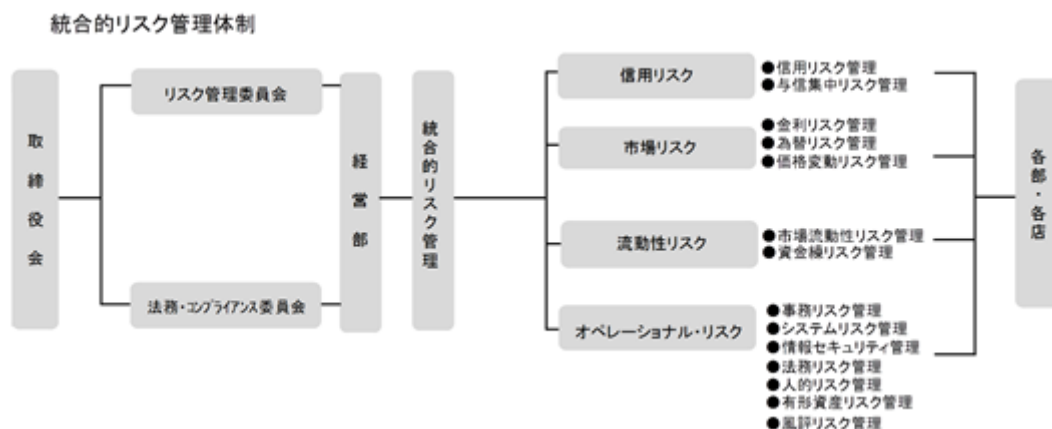 統合的リスク管理体制
取締役会
リスク管理委員会
法務・コンプライアンス委員会
経営部
統合的リスク管理
信用リスク
●信用リスク管理
●与信集中リスク管理
市場リスク
●金利リスク管理
●為替リスク管理
●価格変動リスク管理
流動性リスク
●市場流動性リスク管理
●資金繰リスク管理
オペレーショナル・リスク
●事務リスク管理
●システムリスク管理
●情報セキュリティ管理
●法務リスク管理
●人的リスク管理
●有形資産リスク管理
●風評リスク管理
各部・各店